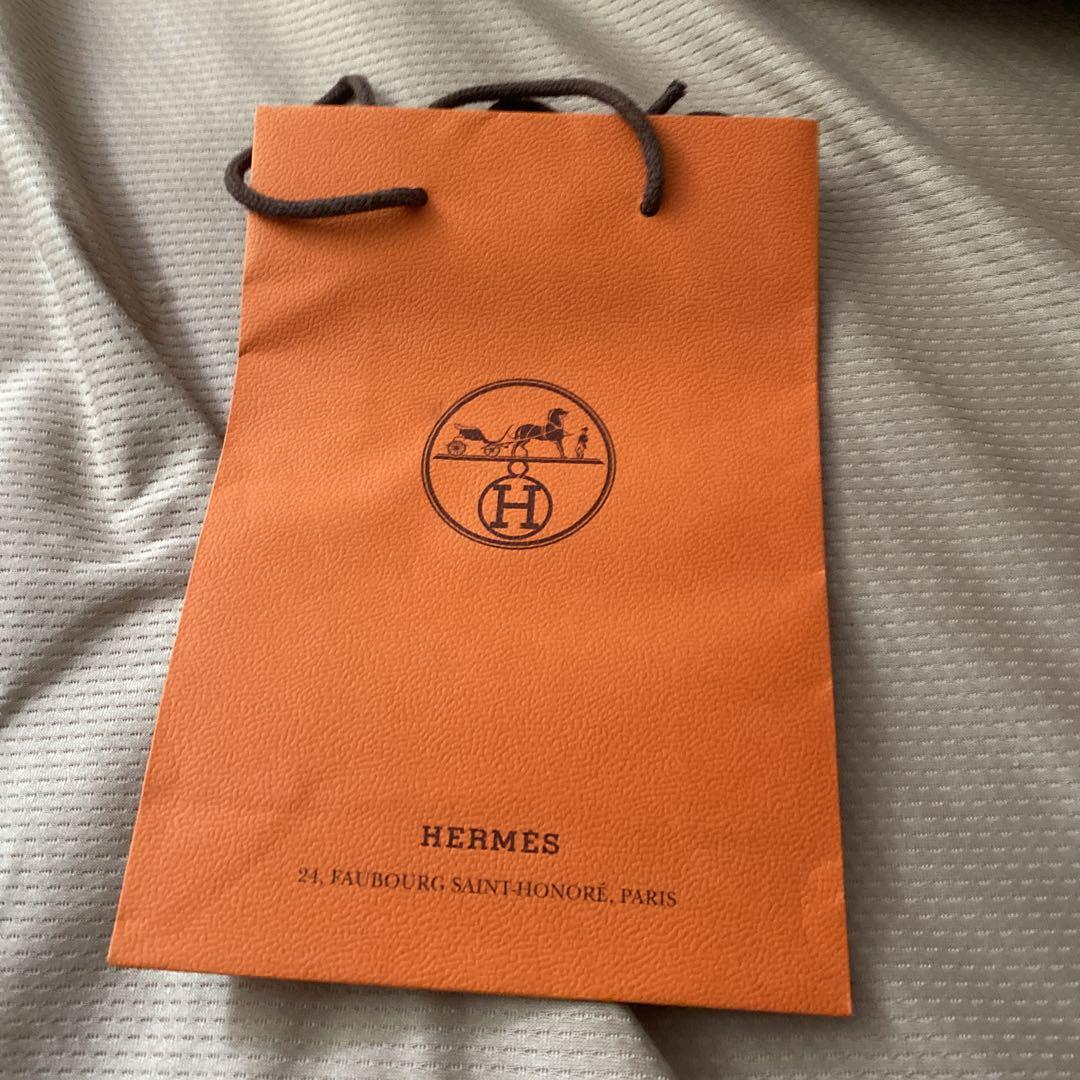 H
HERMÈS
24, FAUBOURG SAINT-HONORÉ, PARIS